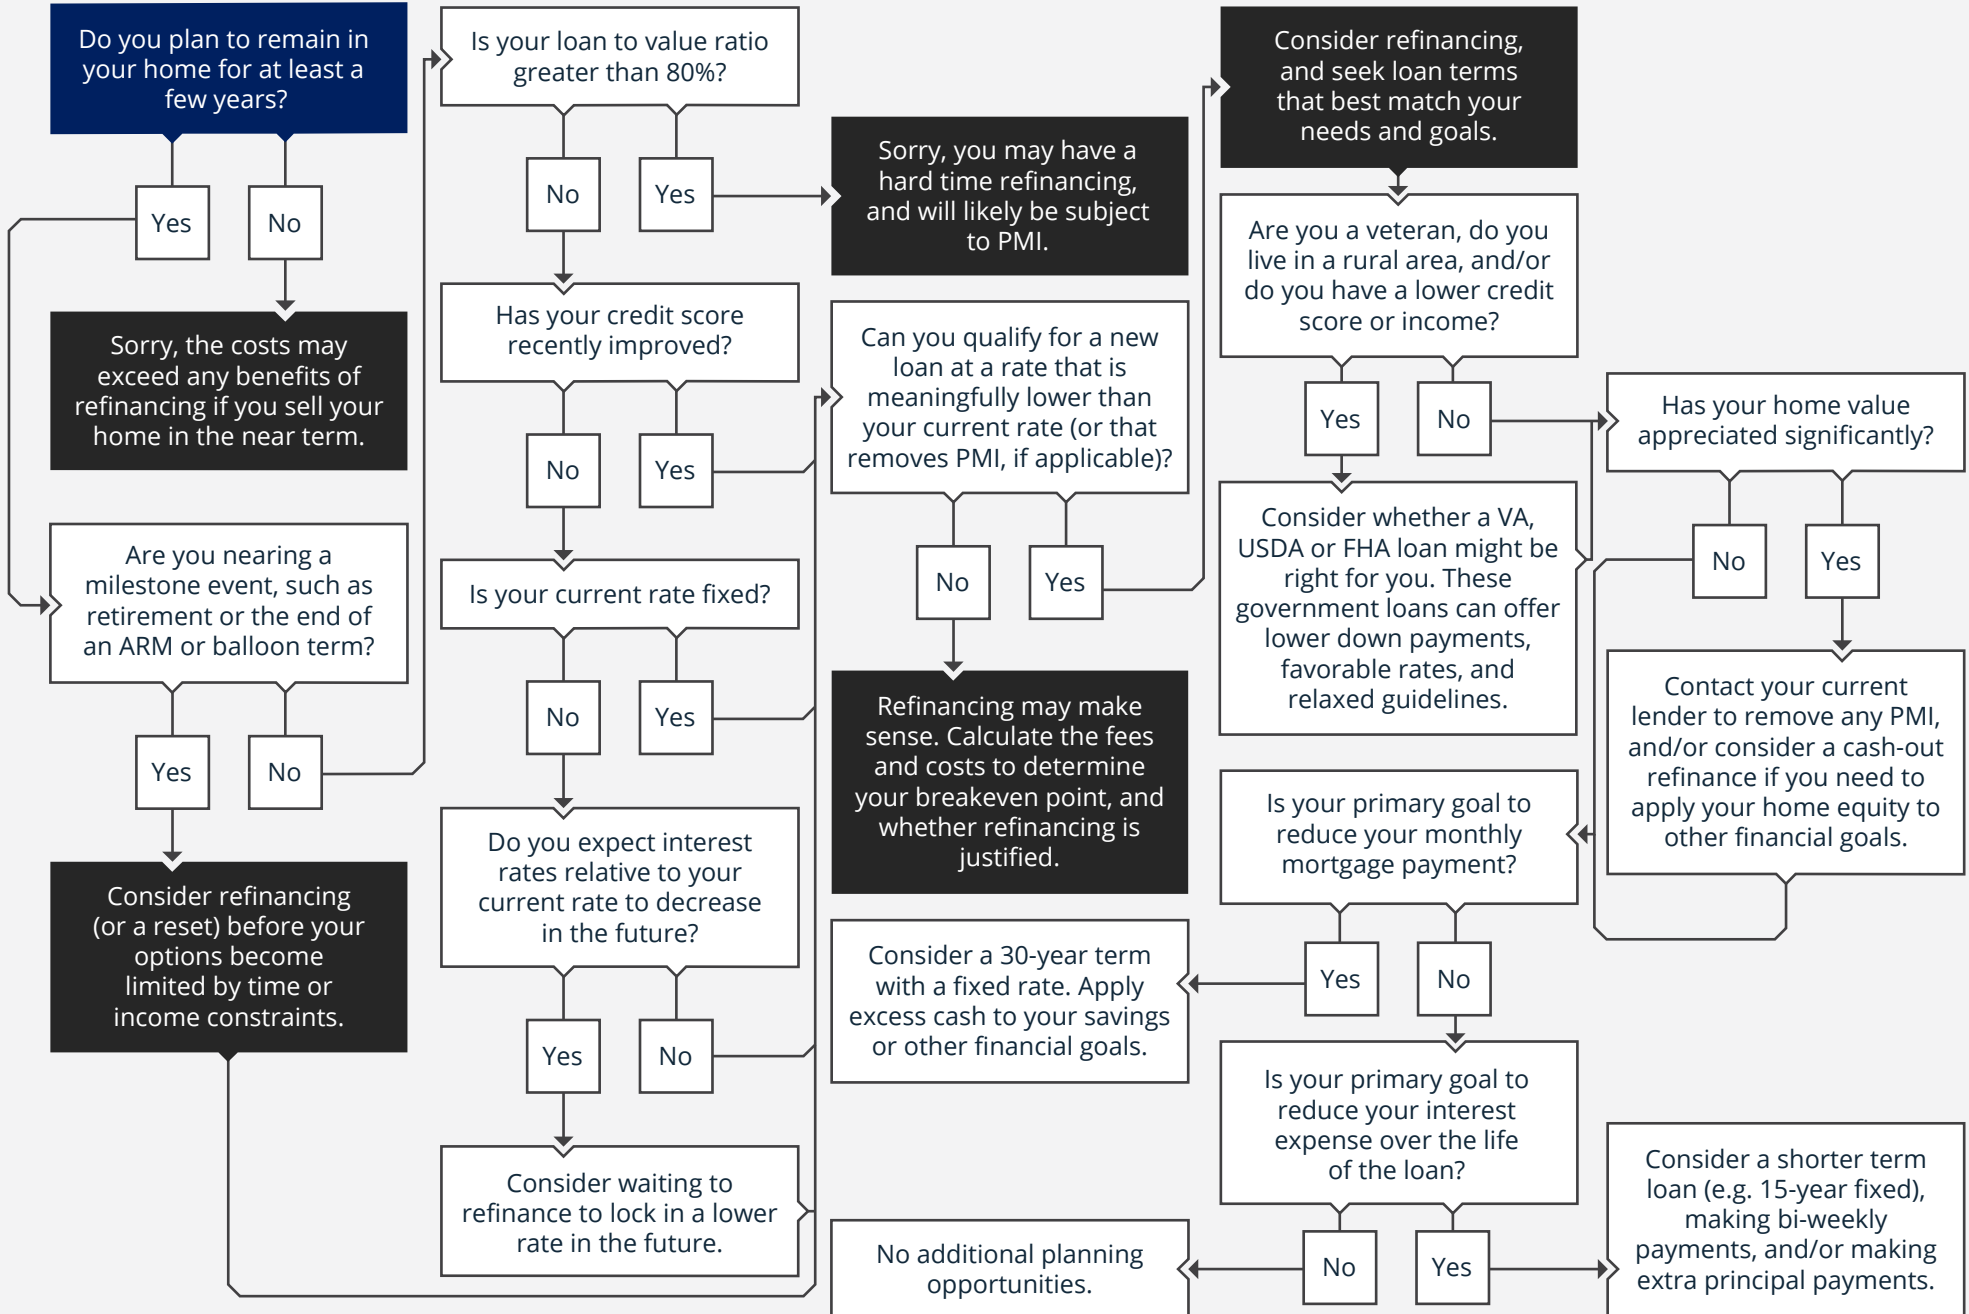 Do you plan to remain in
your home for at least a
few years?
Yes
No
Sorry, the costs may
exceed any benefits of
refinancing if you sell your
home in the near term.
Are you nearing a
milestone event, such as
retirement or the end of
an ARM or balloon term?
Yes
No
Consider refinancing
(or a reset) before your
options become
limited by time or
income constraints.
Is your loan to value ratio
greater than 80%?
No
Yes
Sorry, you may have a
hard time refinancing,
and will likely be subject
to PMI.
Has your credit score
recently improved?
No
Yes
Is your current rate fixed?
No
Yes
Do you expect interest
rates relative to your
current rate to decrease
in the future?
Yes
No
Consider waiting to
refinance to lock in a lower
rate in the future.
Can you qualify for a new
loan at a rate that is
meaningfully lower than
your current rate (or that
removes PMI, if applicable)?
No
Yes
Refinancing may make
sense. Calculate the fees
and costs to determine
your breakeven point, and
whether refinancing is
justified.
Consider refinancing,
and seek loan terms
that best match your
needs and goals.
Are you a veteran, do you
live in a rural area, and/or
do you have a lower credit
score or income?
Yes
No
Consider whether a VA,
USDA or FHA loan might be
right for you. These
government loans can offer
lower down payments,
favorable rates, and
relaxed guidelines.
Has your home value
appreciated significantly?
No
Yes
Contact your current
lender to remove any PMI,
and/or consider a cash-out
refinance if you need to
apply your home equity to
other financial goals.
Is your primary goal to
reduce your monthly
mortgage payment?
Yes
No
Consider a 30-year term
with a fixed rate. Apply
excess cash to your savings
or other financial goals.
Is your primary goal to
reduce your interest
expense over the life
of the loan?
No
Yes
No additional planning
opportunities.
Consider a shorter term
loan (e.g. 15-year fixed),
making bi-weekly
payments, and/or making
extra principal payments.